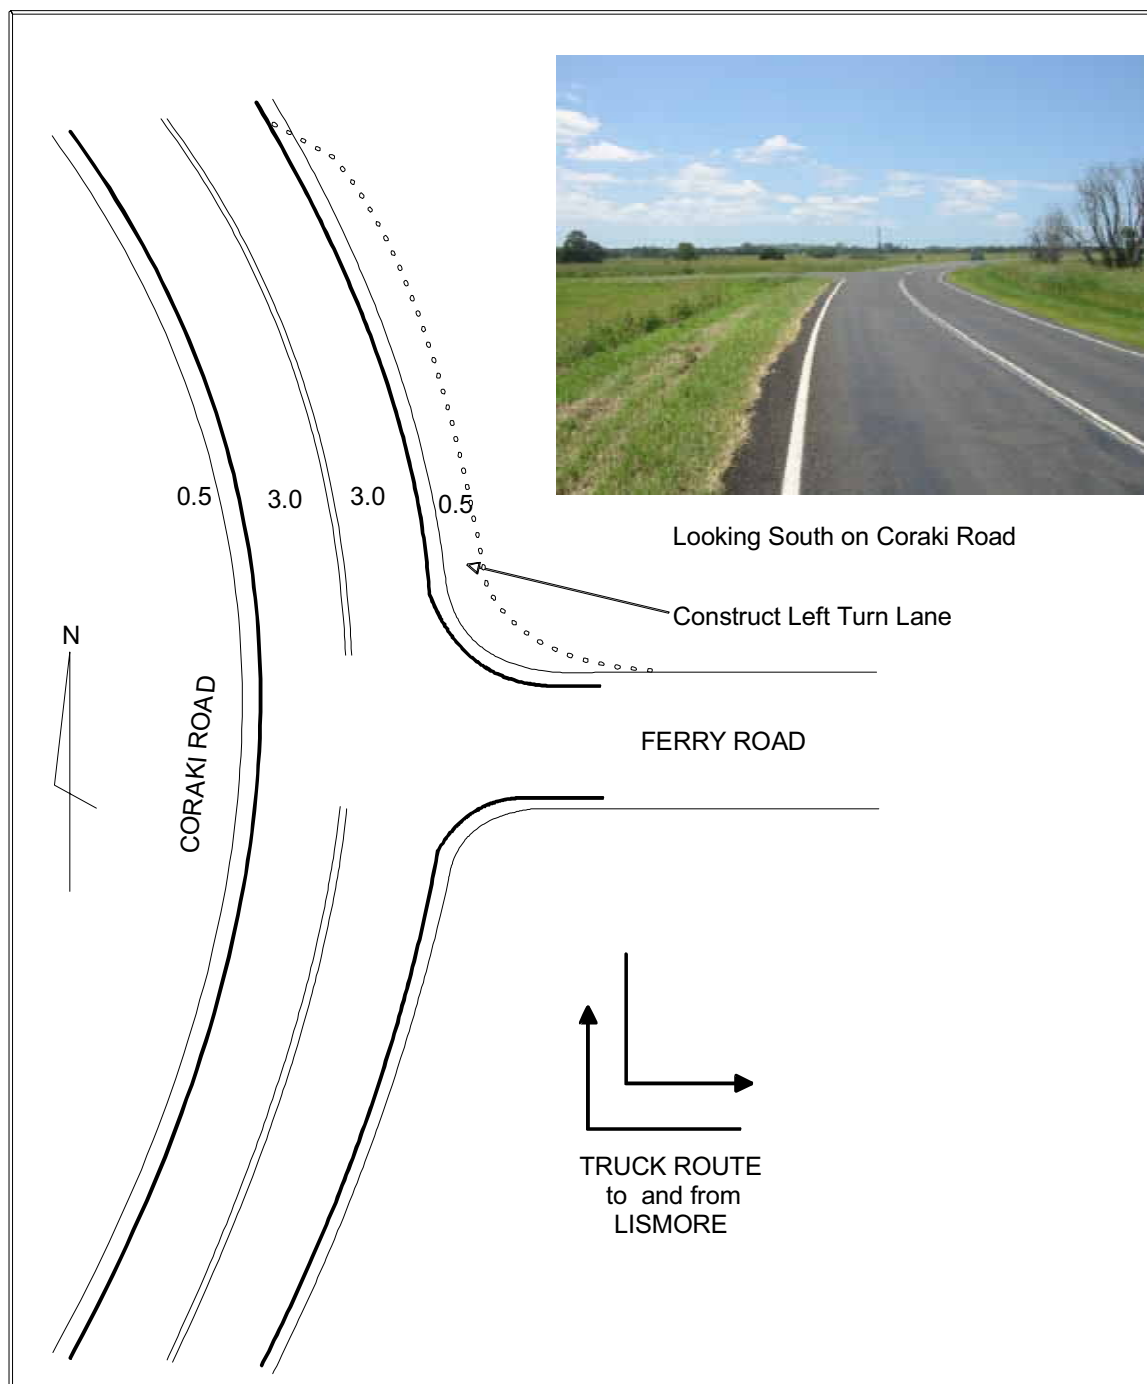 0.5
3.0
3.0
0.5
Looking South on Coraki Road
Construct Left Turn Lane
N
CORAKI ROAD
FERRY ROAD
TRUCK ROUTE
to and from
LISMORE